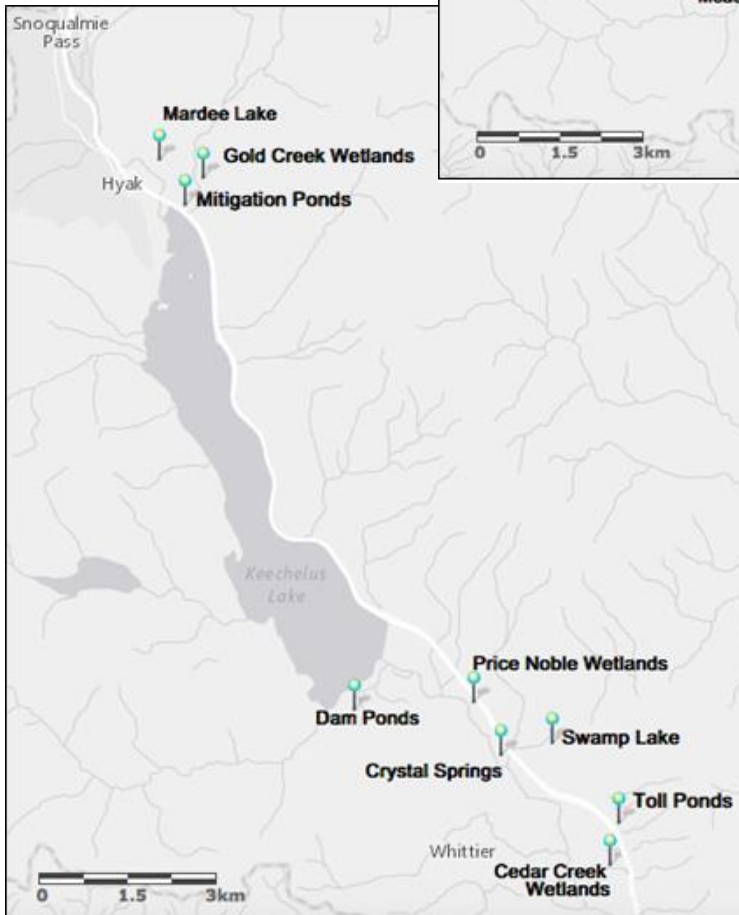 Snoqualmie
Pass
0 1.5 3km
Mardee Lake
Gold Creek Wetlands
Hyak
Mitigation Ponds
Keechelus
Lake
Price Noble Wetlands
Dam Ponds
Swamp Lake
Crystal Springs
Toll Ponds
Whittier
Cedar Creek
Wetlands
0 1.5 3km